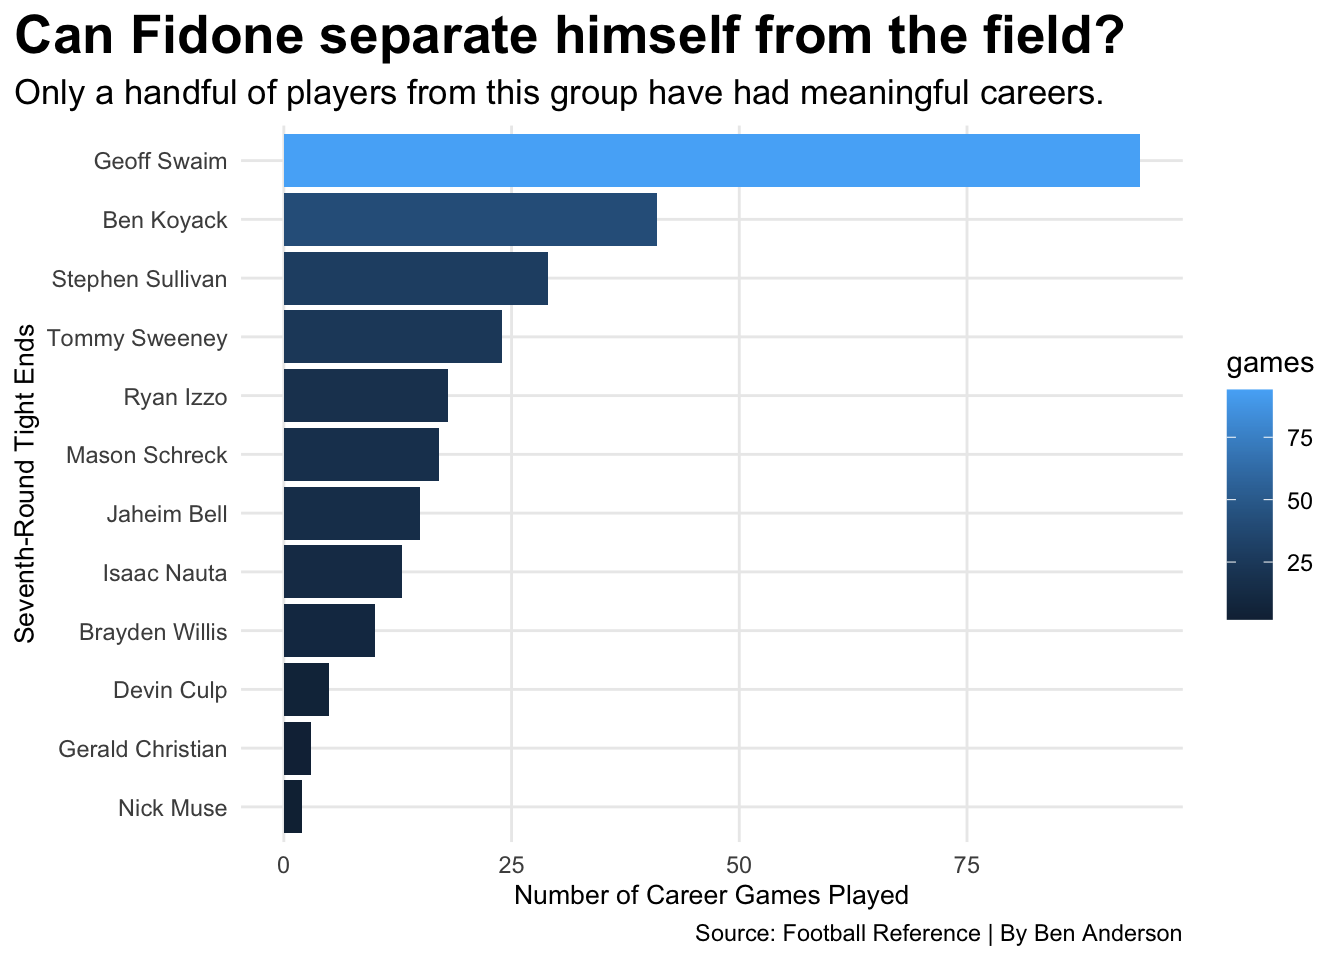 Can Fidone separate himself from the field?
Only a handful of players from this group have had meaningful careers.
Seventh-Round Tight Ends
Geoff Swaim
Ben Koyack
Stephen Sullivan
Tommy Sweeney
Ryan Izzo
Mason Schreck
Jaheim Bell
Isaac Nauta
Brayden Willis
Devin Culp
Gerald Christian
Nick Muse
0 25 50 75
Number of Career Games Played
games
75
50
25
Source: Football Reference | By Ben Anderson